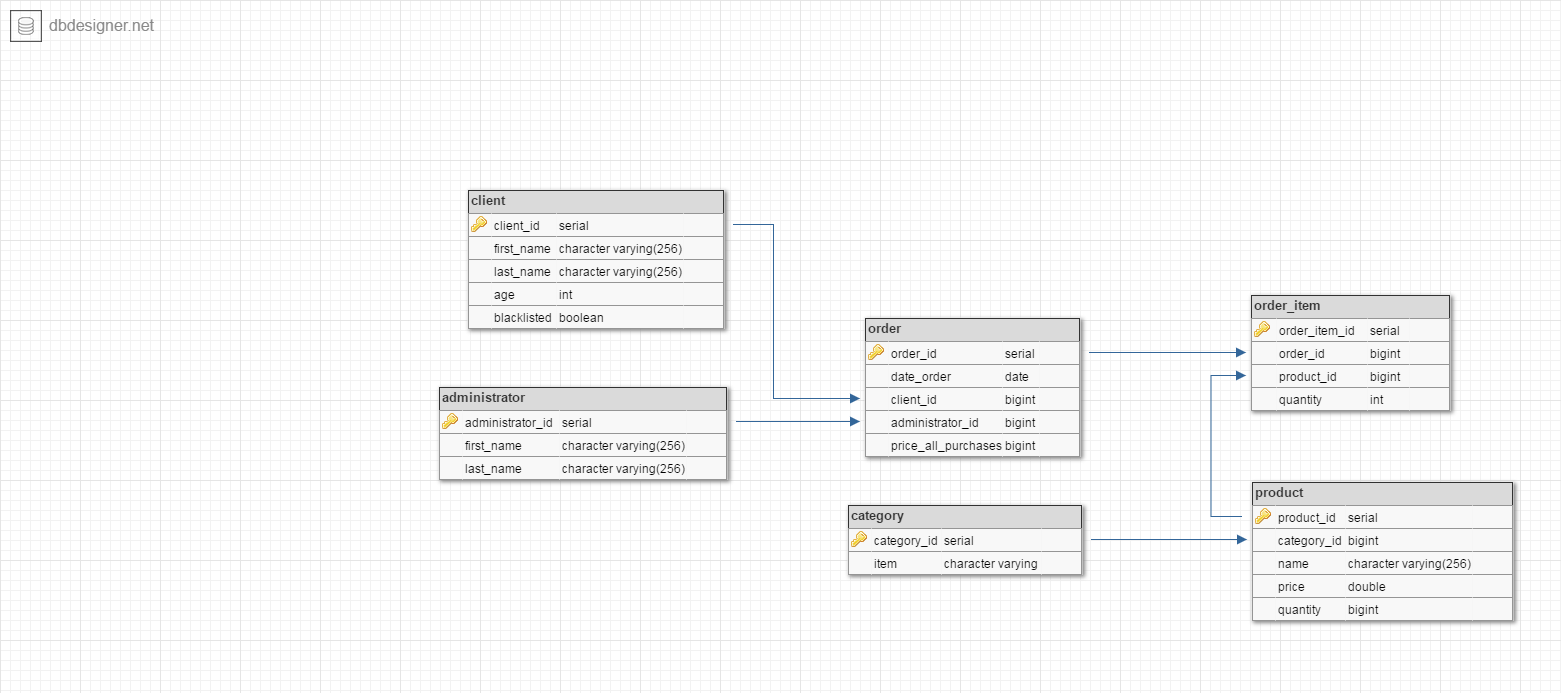 dbdesigner.net
client
client_id serial
first_name character varying(256)
last_name character varying(256)
age int
blacklisted boolean
administrator
administrator_id serial
first_name character varying(256)
last_name character varying(256)
order
order_id serial
date_order date
client_id bigint
administrator_id bigint
price_all_purchases bigint
category
category_id serial
item character varying
order_item
order_item_id serial
order_id bigint
product_id bigint
quantity int
product
product_id serial
category_id bigint
name character varying(256)
price double
quantity bigint